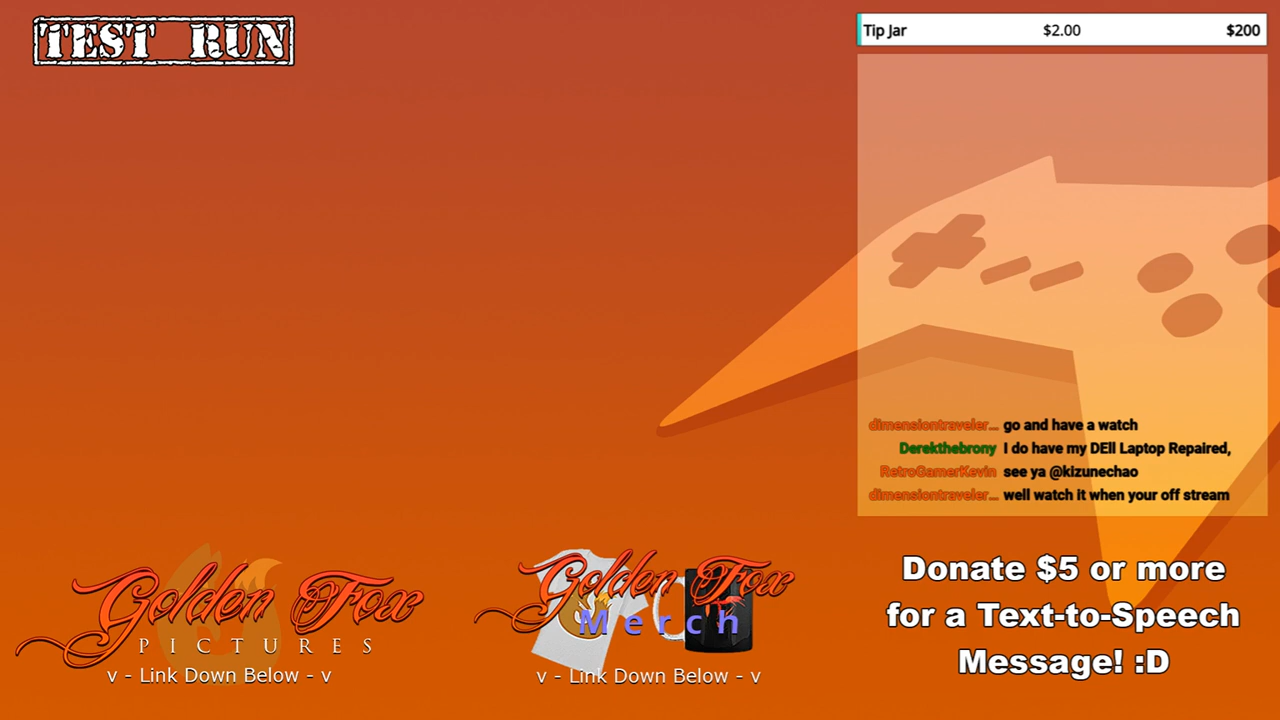 TEST RUN
Tip Jar $2.00 $200
dimensiontraveler... go and have a watch
Derekthebrony I do have my DEll Laptop Repaired,
RetroGamerKevin see ya @kizunechao
dimensiontraveler... well watch it when your off stream
Golden Fox
PICTURES
v - Link Down Below - v
Golden Fox
Merch
v - Link Down Below - v
Donate $5 or more
for a Text-to-Speech
Message! :D